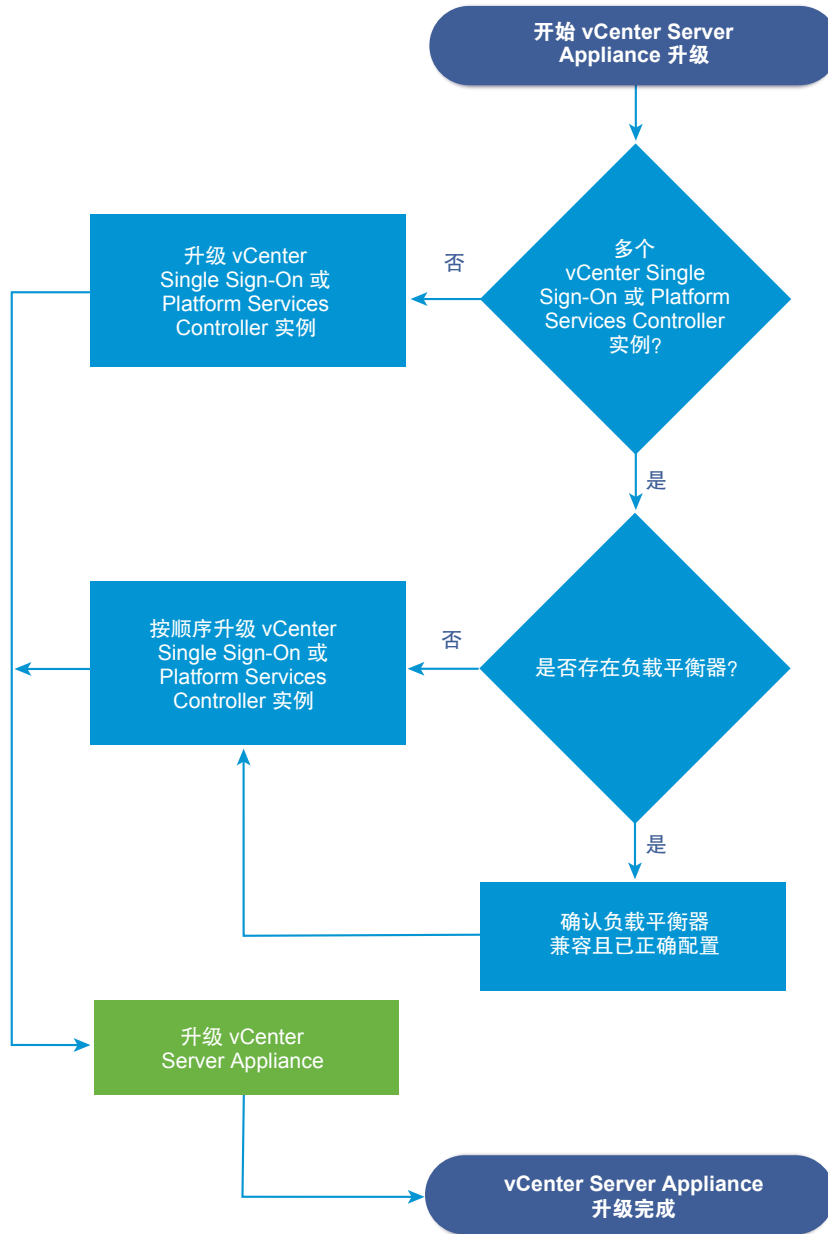 开始 vCenter Server
Appliance 升级
多个
vCenter Single
Sign-On 或 Platform
Services Controller
实例?
否
升级 vCenter
Single Sign-On 或
Platform Services
Controller 实例
是
是否存在负载平衡器?
否
按顺序升级 vCenter
Single Sign-On 或
Platform Services
Controller 实例
是
确认负载平衡器
兼容且已正确配置
升级 vCenter
Server Appliance
vCenter Server Appliance
升级完成